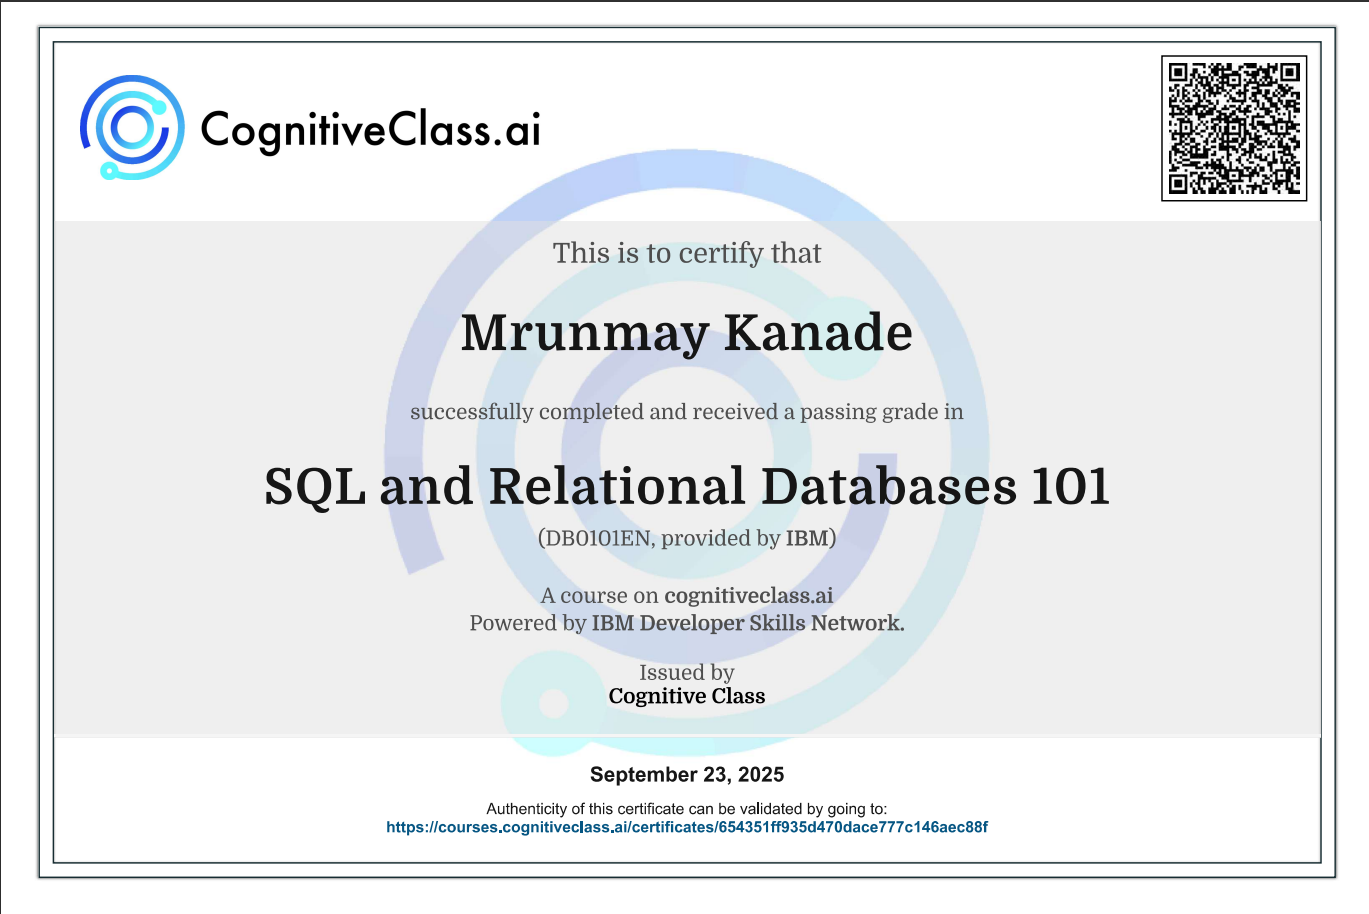 CognitiveClass.ai
This is to certify that
Mrunmay Kanade
successfully completed and received a passing grade in
SQL and Relational Databases 101
(DB0101EN, provided by IBM)
A course on cognitiveclass.ai
Powered by IBM Developer Skills Network.
Issued by
Cognitive Class
September 23, 2025
Authenticity of this certificate can be validated by going to:
https://courses.cognitiveclass.ai/certificates/654351ff935d470dace777c146aec88f